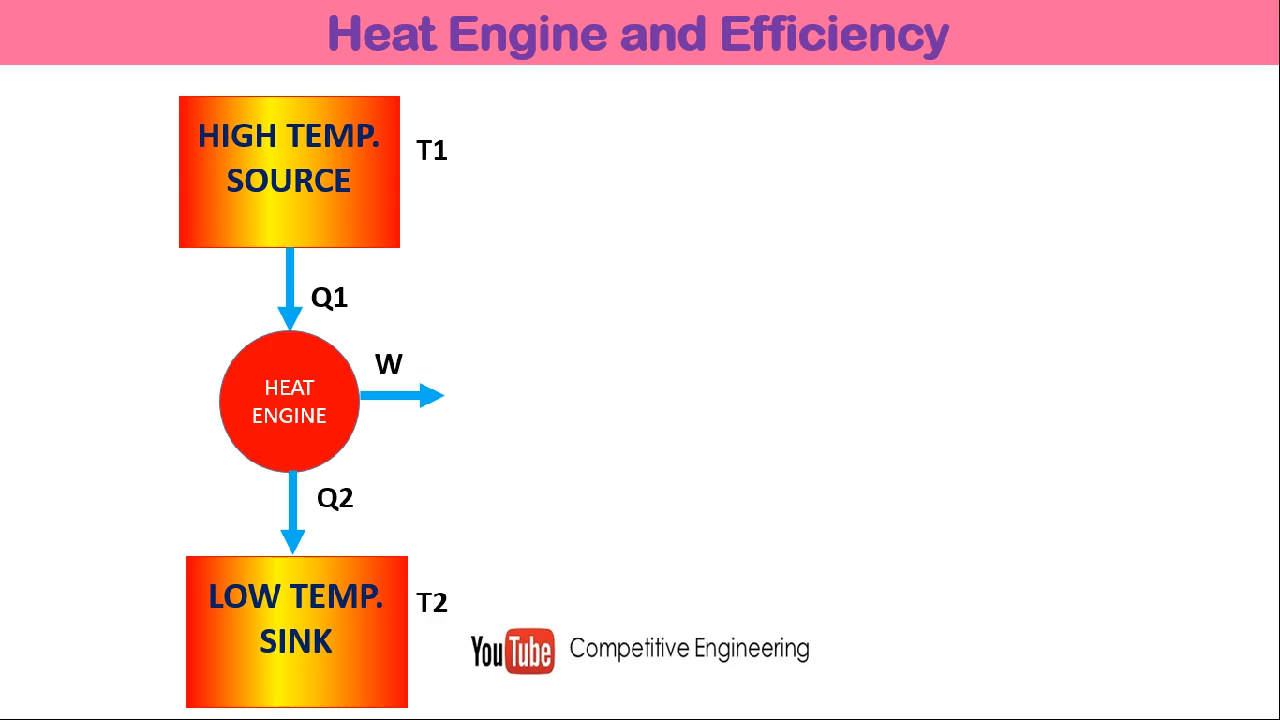 Heat Engine and Efficiency
HIGH TEMP.
SOURCE
T1
Q1
W
HEAT
ENGINE
Q2
LOW TEMP.
SINK
T2
YouTube Competitive Engineering